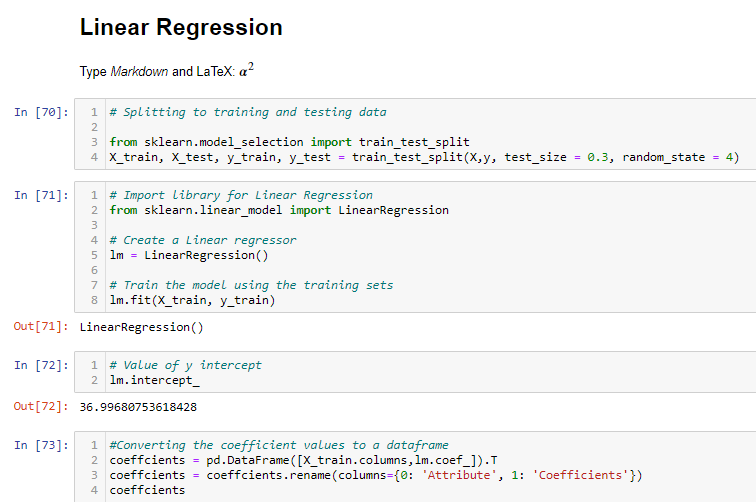 Linear Regression
Type Markdown and LaTeX: α²
In [70]:
1 # Splitting to training and testing data
2
3 from sklearn.model_selection import train_test_split
4 X_train, X_test, y_train, y_test = train_test_split(X,y, test_size = 0.3, random_state = 4)
In [71]:
1 # Import library for Linear Regression
2 from sklearn.linear_model import LinearRegression
3
4 # Create a Linear regressor
5 lm = LinearRegression()
6
7 # Train the model using the training sets
8 lm.fit(X_train, y_train)
Out[71]: LinearRegression()
In [72]:
1 # Value of y intercept
2 lm.intercept_
Out[72]: 36.99680753618428
In [73]:
1 #Converting the coefficient values to a dataframe
2 coeffcients = pd.DataFrame([X_train.columns,lm.coef_]).T
3 coeffcients = coeffcients.rename(columns={0: 'Attribute', 1: 'Coefficients'})
4 coeffcients